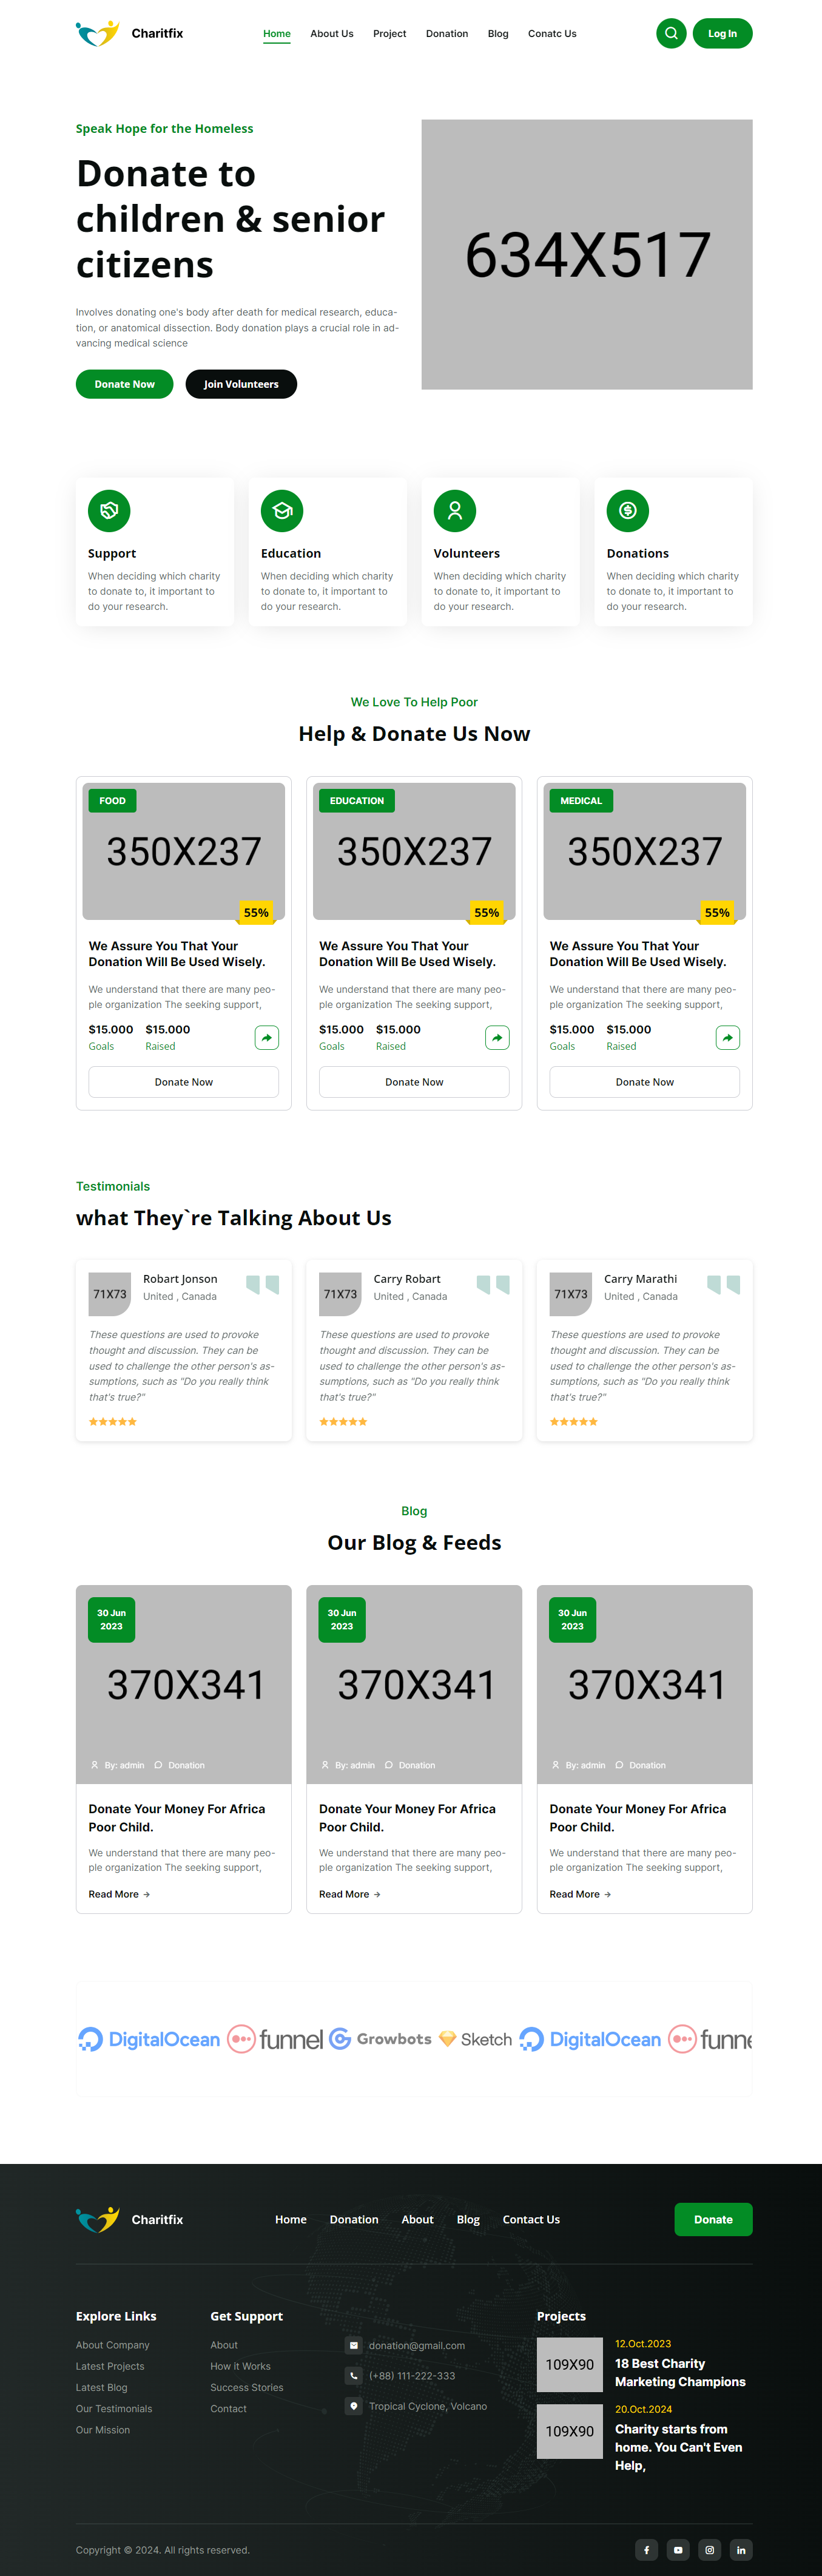 Charitfix
Home About Us Project Donation Blog Conatc Us
Log In
Speak Hope for the Homeless
Donate to
children & senior
citizens
Involves donating one's body after death for medical research, educa-
tion, or anatomical dissection. Body donation plays a crucial role in ad-
vancing medical science
Donate Now Join Volunteers
634X517
Support
When deciding which charity
to donate to, it important to
do your research.
Education
When deciding which charity
to donate to, it important to
do your research.
Volunteers
When deciding which charity
to donate to, it important to
do your research.
Donations
When deciding which charity
to donate to, it important to
do your research.
We Love To Help Poor
Help & Donate Us Now
FOOD
350X237
55%
We Assure You That Your
Donation Will Be Used Wisely.
We understand that there are many peo-
ple organization The seeking support,
$15.000 $15.000
Goals Raised
Donate Now
EDUCATION
350X237
55%
We Assure You That Your
Donation Will Be Used Wisely.
We understand that there are many peo-
ple organization The seeking support,
$15.000 $15.000
Goals Raised
Donate Now
MEDICAL
350X237
55%
We Assure You That Your
Donation Will Be Used Wisely.
We understand that there are many peo-
ple organization The seeking support,
$15.000 $15.000
Goals Raised
Donate Now
Testimonials
what They`re Talking About Us
71X73
Robart Jonson
United , Canada
These questions are used to provoke
thought and discussion. They can be
used to challenge the other person's as-
sumptions, such as "Do you really think
that's true?"
71X73
Carry Robart
United , Canada
These questions are used to provoke
thought and discussion. They can be
used to challenge the other person's as-
sumptions, such as "Do you really think
that's true?"
71X73
Carry Marathi
United , Canada
These questions are used to provoke
thought and discussion. They can be
used to challenge the other person's as-
sumptions, such as "Do you really think
that's true?"
Blog
Our Blog & Feeds
30 Jun
2023
370X341
By: admin Donation
Donate Your Money For Africa
Poor Child.
We understand that there are many peo-
ple organization The seeking support,
Read More →
30 Jun
2023
370X341
By: admin Donation
Donate Your Money For Africa
Poor Child.
We understand that there are many peo-
ple organization The seeking support,
Read More →
30 Jun
2023
370X341
By: admin Donation
Donate Your Money For Africa
Poor Child.
We understand that there are many peo-
ple organization The seeking support,
Read More →
DigitalOcean funnel Growbots Sketch DigitalOcean funne
Charitfix
Home Donation About Blog Contact Us
Donate
Explore Links
About Company
Latest Projects
Latest Blog
Our Testimonials
Our Mission
Get Support
About
How it Works
Success Stories
Contact
donation@gmail.com
(+88) 111-222-333
Tropical Cyclone, Volcano
Projects
109X90
12.Oct.2023
18 Best Charity
Marketing Champions
109X90
20.Oct.2024
Charity starts from
home. You Can't Even
Help,
Copyright © 2024. All rights reserved.